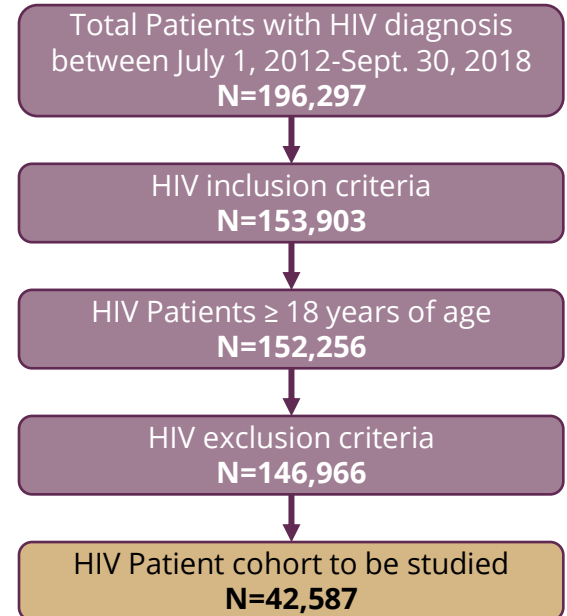 Total Patients with HIV diagnosis
between July 1, 2012-Sept. 30, 2018
N=196,297
HIV inclusion criteria
N=153,903
HIV Patients ≥ 18 years of age
N=152,256
HIV exclusion criteria
N=146,966
HIV Patient cohort to be studied
N=42,587